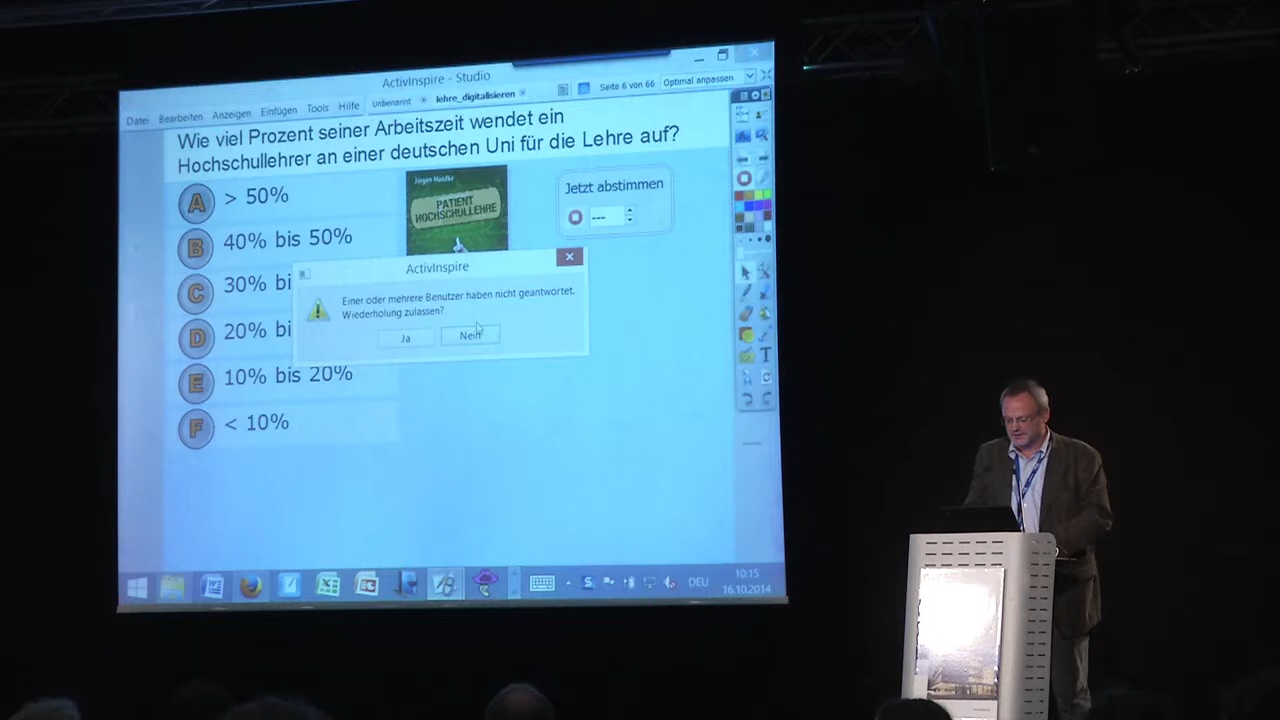 ActivInspire - Studio
Datei Bearbeiten Anzeigen Einfügen Tools Hilfe Unbenannt lehre_digitalisieren Seite 6 von 66 Optimal anpassen
Wie viel Prozent seiner Arbeitszeit wendet ein
Hochschullehrer an einer deutschen Uni für die Lehre auf?
A > 50%
B 40% bis 50%
C 30% bi
D 20% bi
E 10% bis 20%
F < 10%
Jürgen Handke
PATIENT
HOCHSCHULLEHRE
Jetzt abstimmen
---
ActivInspire
Einer oder mehrere Benutzer haben nicht geantwortet.
Wiederholung zulassen?
Ja Nein
DEU
10:15
16.10.2014